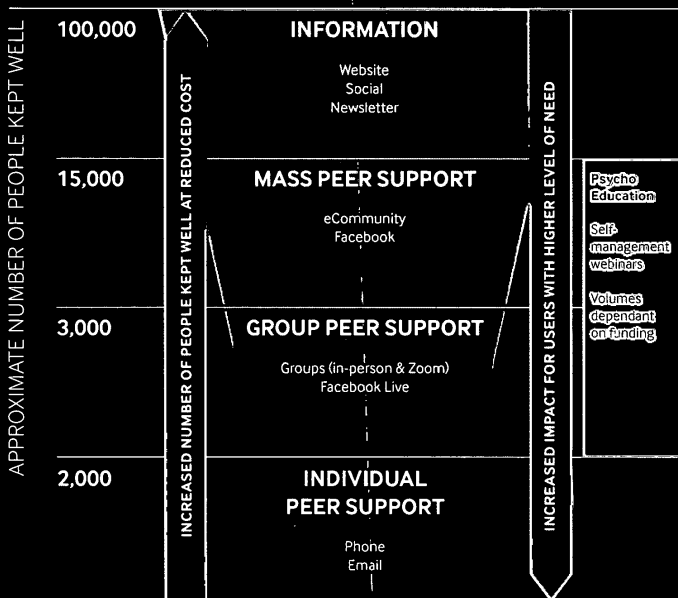 APPROXIMATE NUMBER OF PEOPLE KEPT WELL
INCREASED NUMBER OF PEOPLE KEPT WELL AT REDUCED COST
100,000
INFORMATION
Website
Social
Newsletter
15,000
MASS PEER SUPPORT
eCommunity
Facebook
3,000
GROUP PEER SUPPORT
Groups (in-person & Zoom)
Facebook Live
2,000
INDIVIDUAL
PEER SUPPORT
Phone
Email
INCREASED IMPACT FOR USERS WITH HIGHER LEVEL OF NEED
Psycho
Education
Self-
management
webinars
Volumes
dependant
on funding